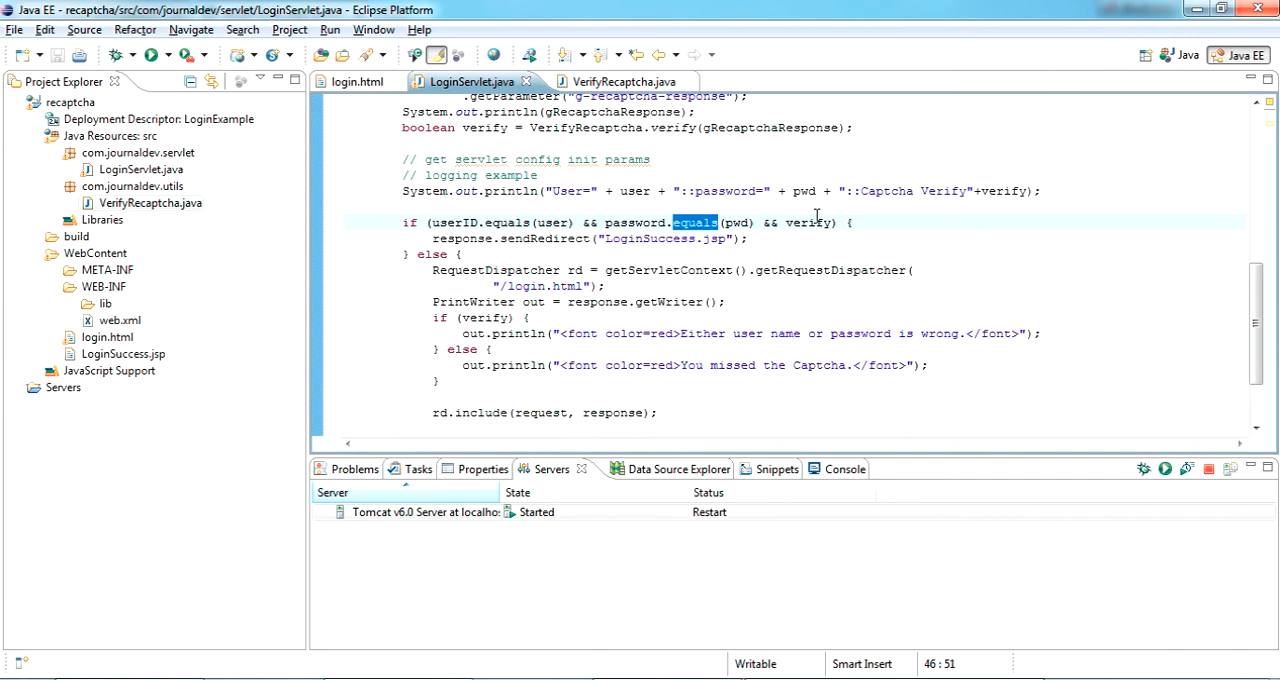 Java EE - recaptcha/src/com/journaldev/servlet/LoginServlet.java - Eclipse Platform
File Edit Source Refactor Navigate Search Project Run Window Help
Java Java EE
Project Explorer
login.html LoginServlet.java VerifyRecaptcha.java
recaptcha
Deployment Descriptor: LoginExample
Java Resources: src
com.journaldev.servlet
LoginServlet.java
com.journaldev.utils
VerifyRecaptcha.java
Libraries
build
WebContent
META-INF
WEB-INF
lib
web.xml
login.html
LoginSuccess.jsp
JavaScript Support
Servers
.getParameter("g-recaptcha-response");
System.out.println(gRecaptchaResponse);
boolean verify = VerifyRecaptcha.verify(gRecaptchaResponse);
// get servlet config init params
// logging example
System.out.println("User=" + user + "::password=" + pwd + "::Captcha Verify"+verify);
if (userID.equals(user) && password.equals(pwd) && verify) {
response.sendRedirect("LoginSuccess.jsp");
} else {
RequestDispatcher rd = getServletContext().getRequestDispatcher(
"/login.html");
PrintWriter out = response.getWriter();
if (verify) {
out.println("<font color=red>Either user name or password is wrong.</font>");
} else {
out.println("<font color=red>You missed the Captcha.</font>");
}
rd.include(request, response);
Problems Tasks Properties Servers Data Source Explorer Snippets Console
Server State Status
Tomcat v6.0 Server at localho: Started Restart
Writable Smart Insert 46 : 51